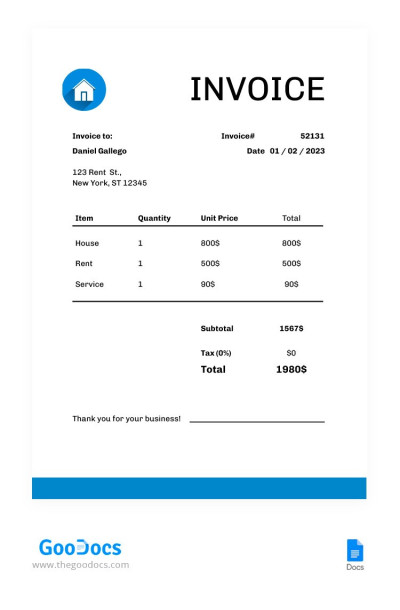 INVOICE
Invoice to: Invoice# 52131
Daniel Gallego Date 01 / 02 / 2023
123 Rent St.,
New York, ST 12345
Item Quantity Unit Price Total
House 1 800$ 800$
Rent 1 500$ 500$
Service 1 90$ 90$
Subtotal 1567$
Tax (0%) $0
Total 1980$
Thank you for your business!
GooDocs
www.thegoodocs.com
Docs